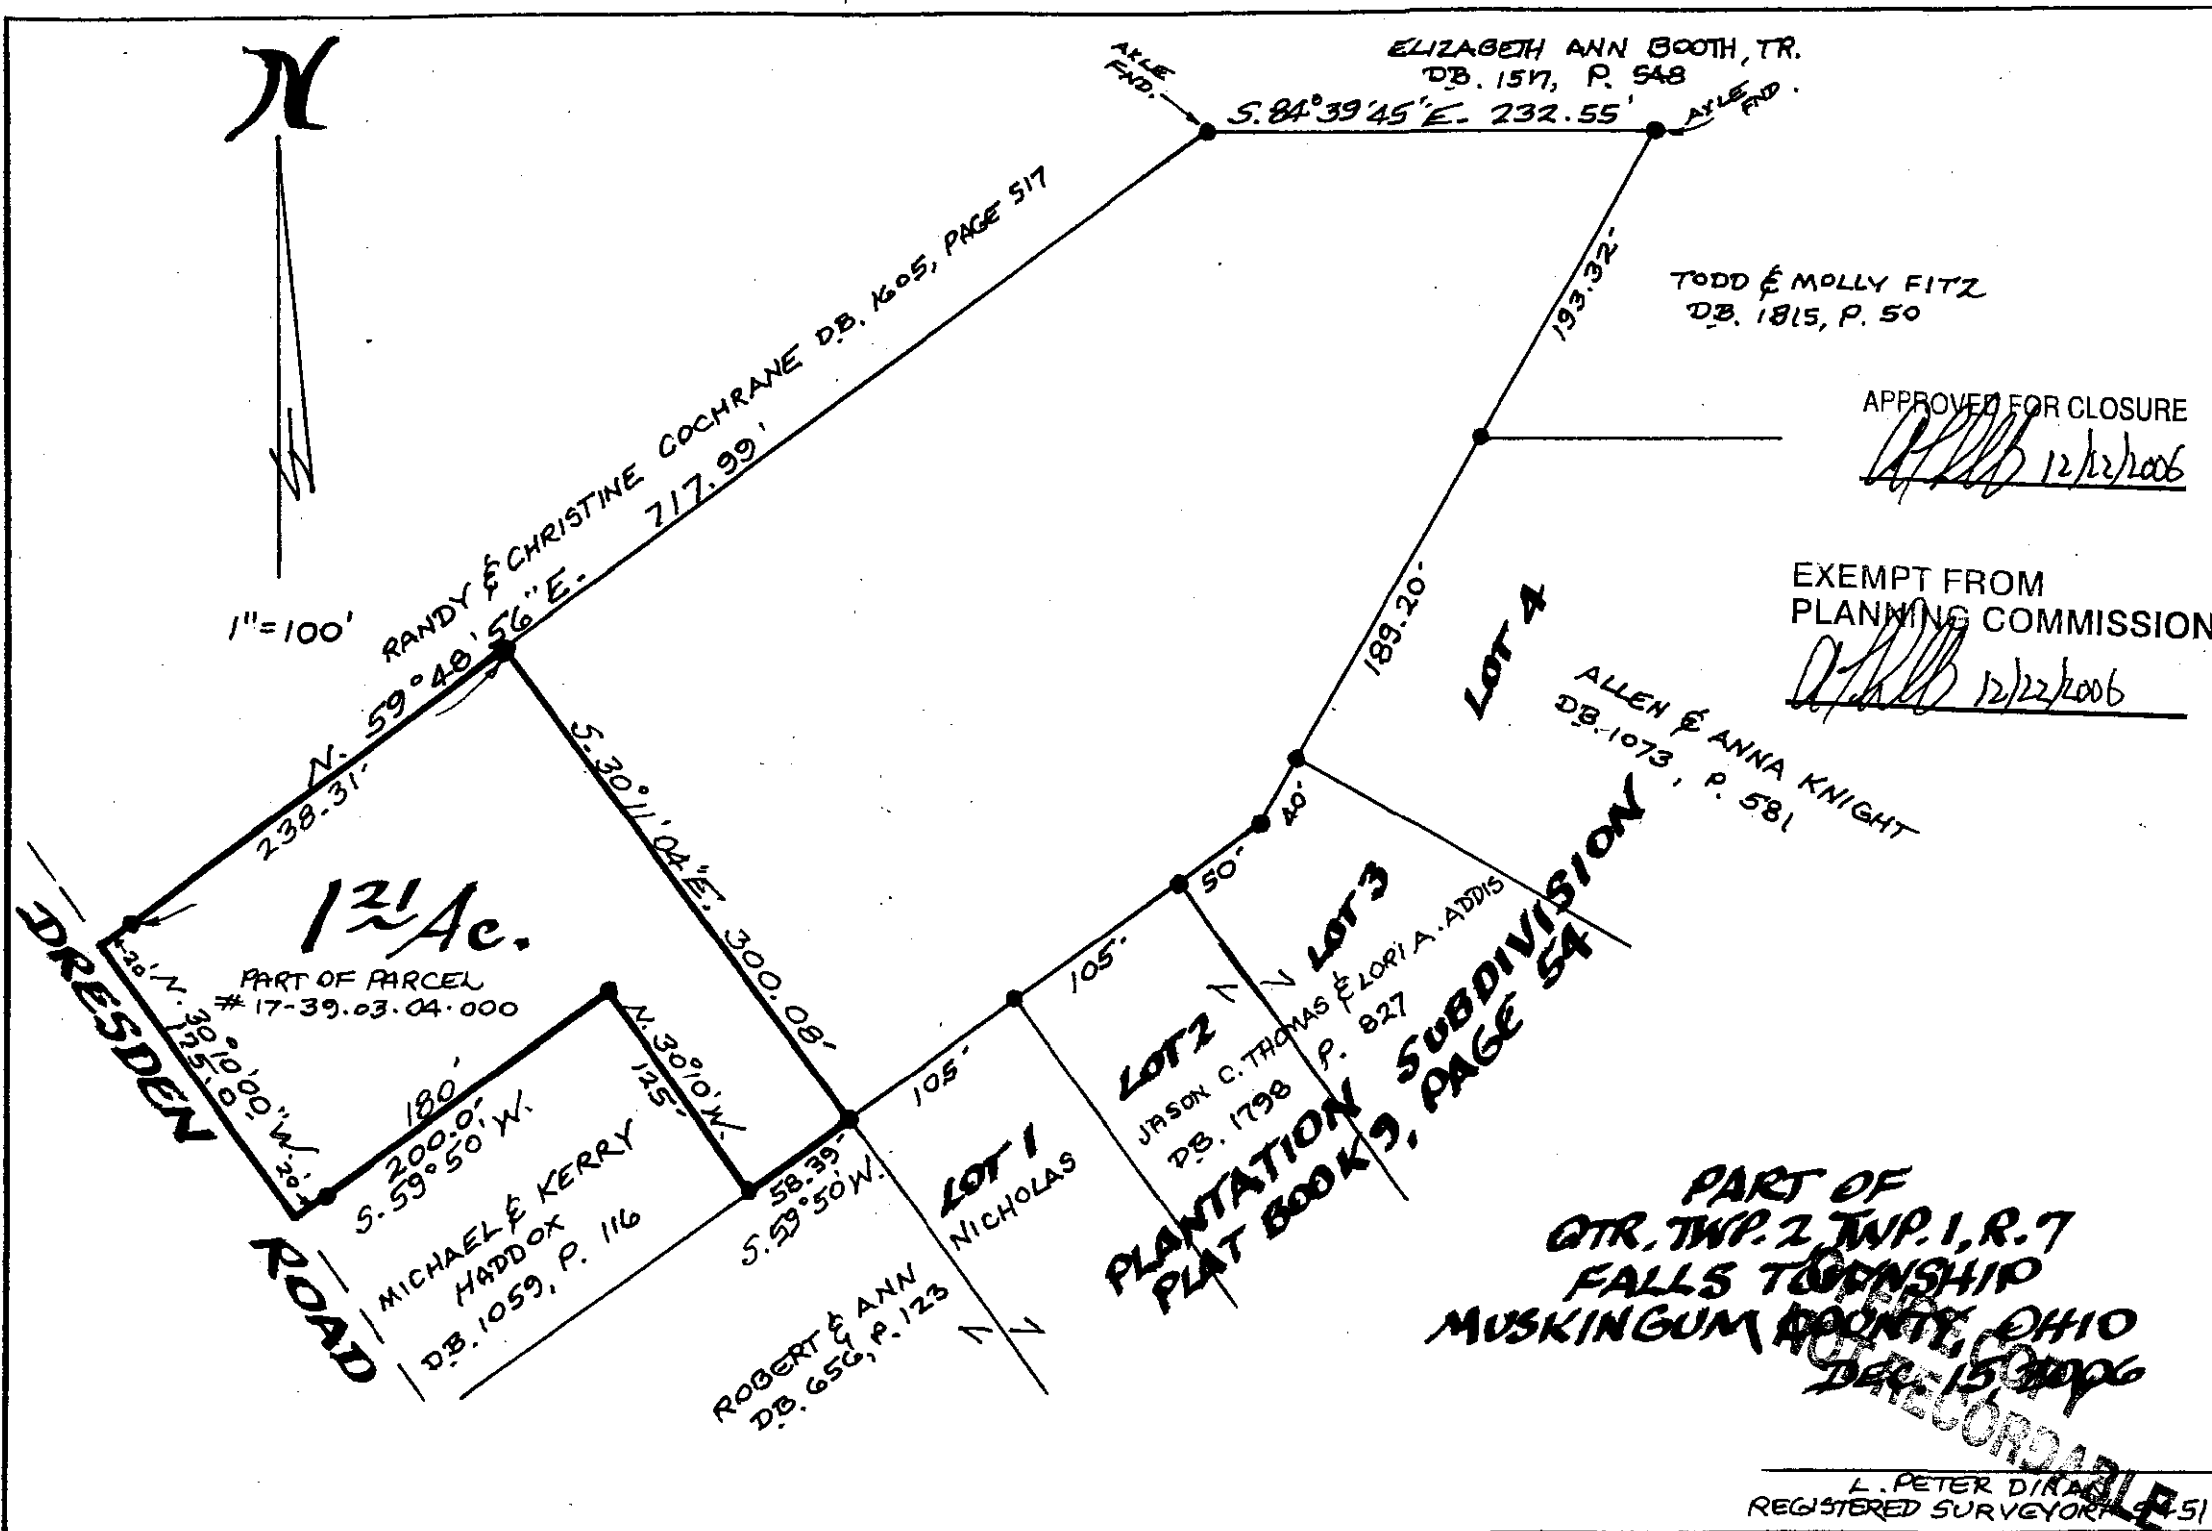 N
1"=100'
AXLE
FND.
ELIZABETH ANN BOOTH, TR.
DB. 1517, P. 548
S. 84°39'45"E. 232.55'
AXLE
FND.
RANDY & CHRISTINE COCHRANE DB. 1605, PAGE 517
717.99'
N. 59°48'56"E.
238.31'
193.32'
TODD & MOLLY FITZ
DB. 1815, P. 50
APPROVED FOR CLOSURE
12/22/2006
EXEMPT FROM
PLANNING COMMISSION
12/22/2006
189.20'
LOT 4
ALLEN & ANNA KNIGHT
DB. 1073, P. 581
40'
50'
105'
105'
S. 30°11'04"E. 300.08'
1 21 Ac.
PART OF PARCEL
# 17-39.03.04.000
20'
N. 30°10'00"W.
125.0'
20'
180'
200.0'
S. 59°50'W.
N. 30°10'W.
125'
58.39'
S. 59°50'W.
DRESDEN
ROAD
MICHAEL & KERRY
HADDOX
DB. 1059, P. 116
ROBERT & ANN
DB. 656, P. 123
LOT 1
NICHOLAS
LOT 2
LOT 3
JASON C. THOMAS & LORI A. ADDIS
DB. 1798 P. 827
PLANTATION SUBDIVISION
PLAT BOOK 9, PAGE 54
PART OF
QTR. TWP. 2, TWP. 1, R. 7
FALLS TOWNSHIP
MUSKINGUM COUNTY, OHIO
DEC. 15, 2006
COPY
NOT RECORDABLE
L. PETER
REGISTERED SURVEYOR